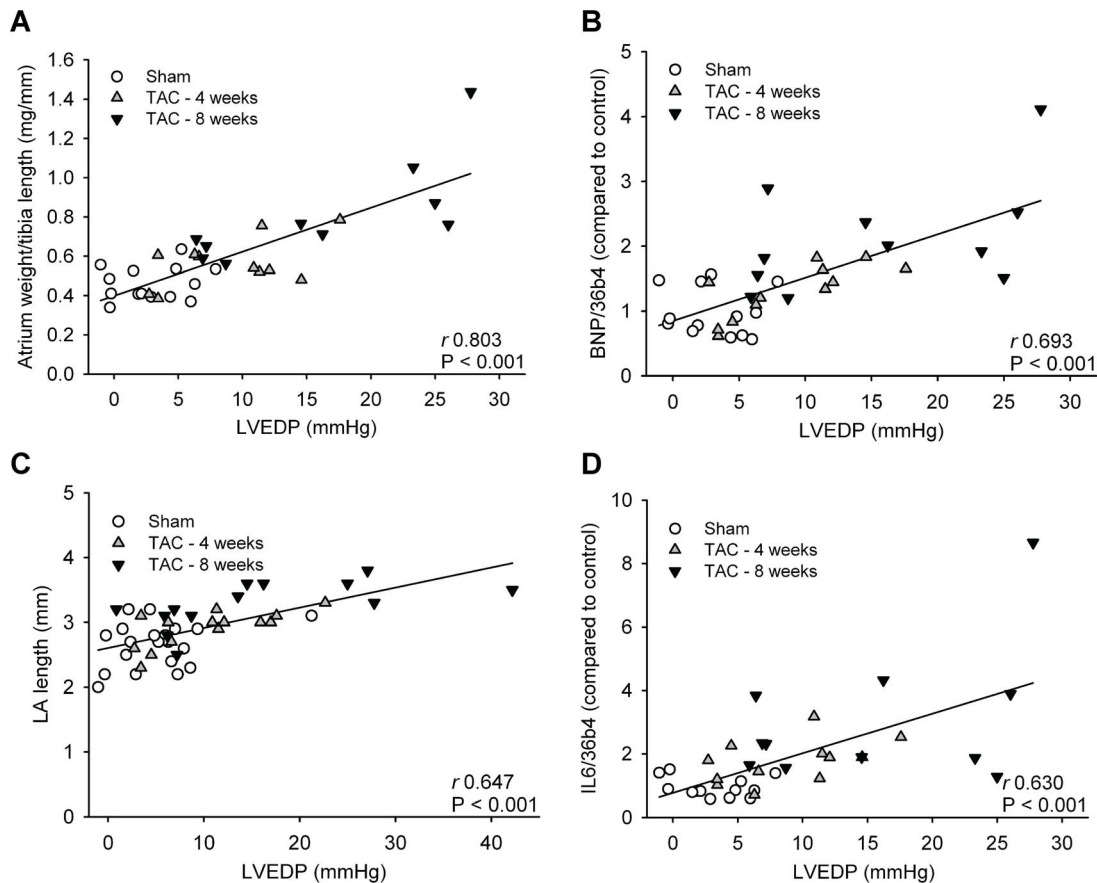 A
Atrium weight/tibia length (mg/mm)
1.6
1.4
1.2
1.0
0.8
0.6
0.4
0.2
0.0
Sham
TAC - 4 weeks
TAC - 8 weeks
r 0.803
P < 0.001
0 5 10 15 20 25 30
LVEDP (mmHg)
B
BNP/36b4 (compared to control)
5
4
3
2
1
0
Sham
TAC - 4 weeks
TAC - 8 weeks
r 0.693
P < 0.001
0 5 10 15 20 25 30
LVEDP (mmHg)
C
LA length (mm)
5
4
3
2
1
0
Sham
TAC - 4 weeks
TAC - 8 weeks
r 0.647
P < 0.001
0 10 20 30 40
LVEDP (mmHg)
D
IL6/36b4 (compared to control)
10
8
6
4
2
0
Sham
TAC - 4 weeks
TAC - 8 weeks
r 0.630
P < 0.001
0 5 10 15 20 25 30
LVEDP (mmHg)